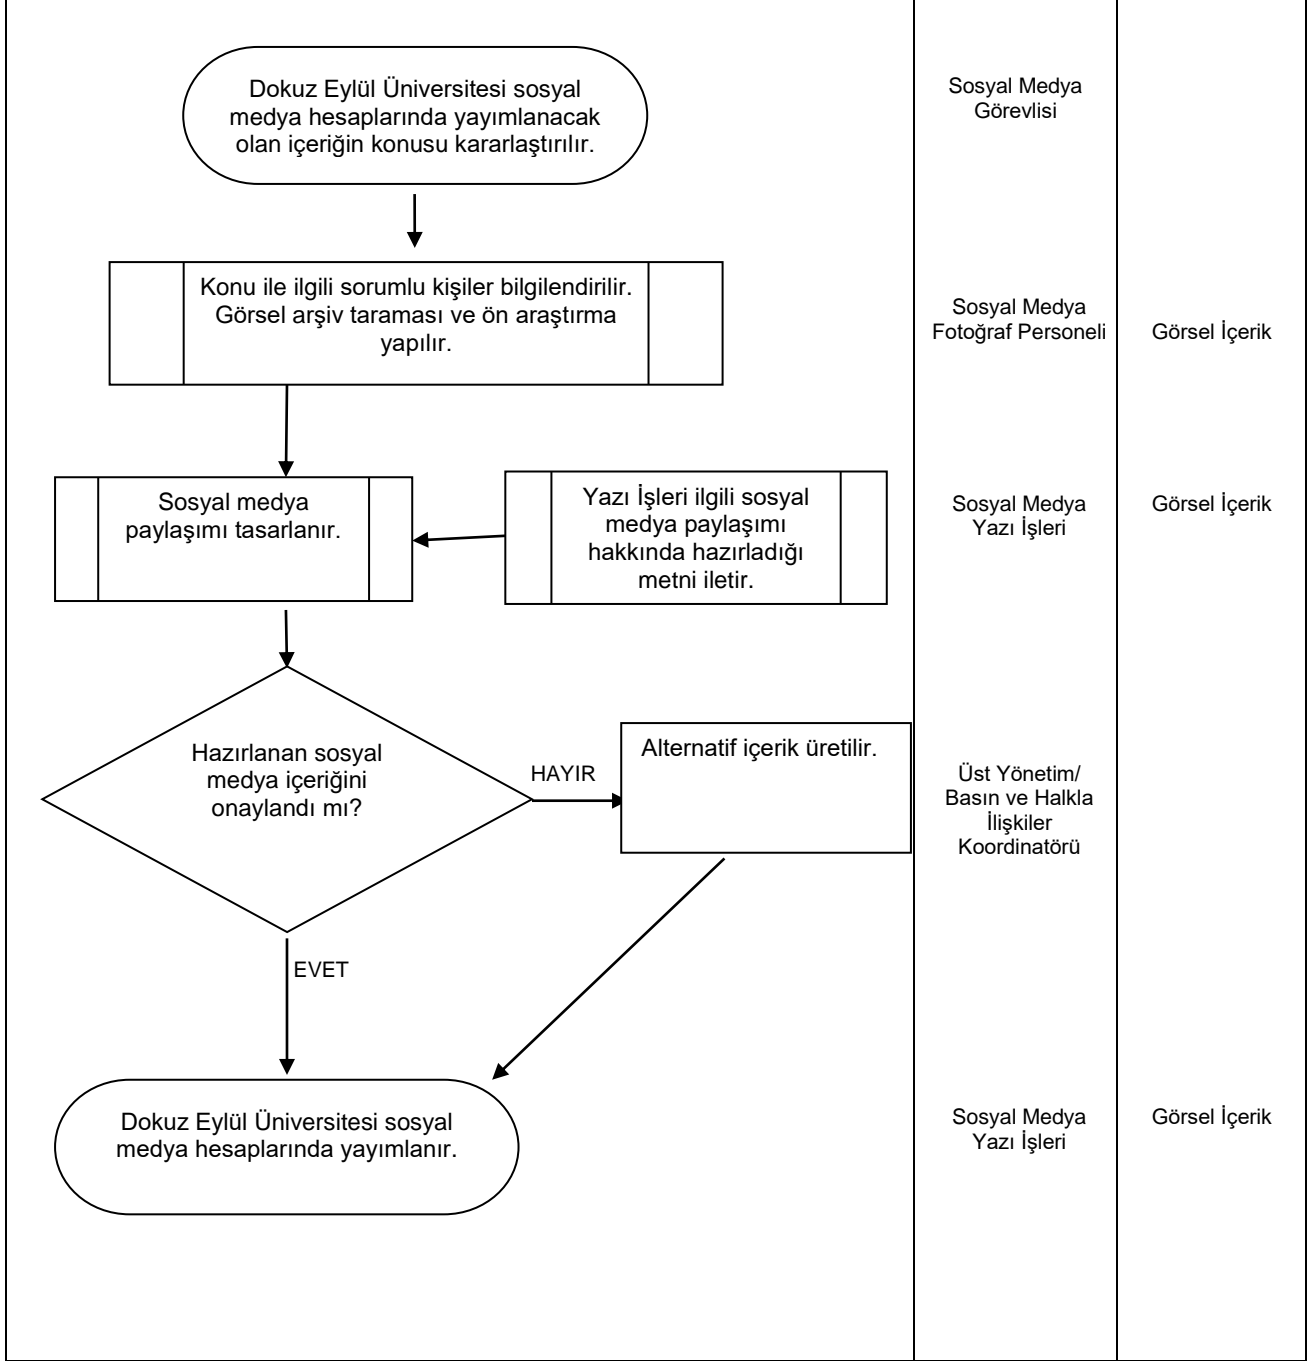 Dokuz Eylül Üniversitesi sosyal
medya hesaplarında yayımlanacak
olan içeriğin konusu kararlaştırılır.
Sosyal Medya
Görevlisi
Konu ile ilgili sorumlu kişiler bilgilendirilir.
Görsel arşiv taraması ve ön araştırma
yapılır.
Sosyal Medya
Fotoğraf Personeli
Görsel İçerik
Sosyal medya
paylaşımı tasarlanır.
Yazı İşleri ilgili sosyal
medya paylaşımı
hakkında hazırladığı
metni iletir.
Sosyal Medya
Yazı İşleri
Görsel İçerik
Hazırlanan sosyal
medya içeriğini
onaylandı mı?
HAYIR
Alternatif içerik üretilir.
Üst Yönetim/
Basın ve Halkla
İlişkiler
Koordinatörü
EVET
Dokuz Eylül Üniversitesi sosyal
medya hesaplarında yayımlanır.
Sosyal Medya
Yazı İşleri
Görsel İçerik